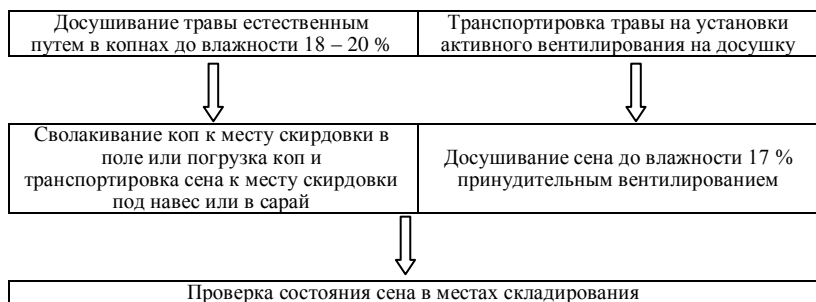 Досушивание травы естественным
путем в копнах до влажности 18 – 20 %
Транспортировка травы на установки
активного вентилирования на досушку
Сволакивание коп к месту скирдовки в
поле или погрузка коп и
транспортировка сена к месту скирдовки
под навес или в сарай
Досушивание сена до влажности 17 %
принудительным вентилированием
Проверка состояния сена в местах складирования